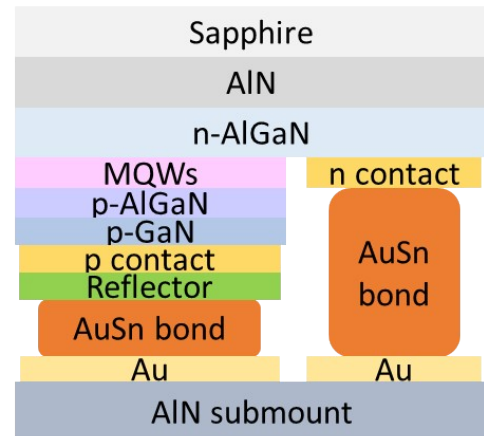 Sapphire
AlN
n-AlGaN
MQWs
n contact
p-AlGaN
p-GaN
p contact
Reflector
AuSn bond
AuSn
bond
Au
Au
AlN submount